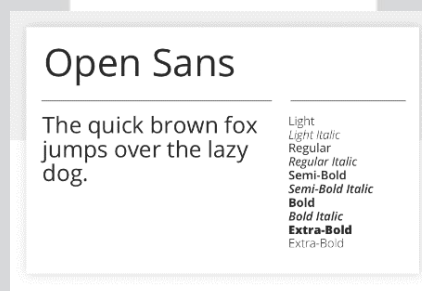 Open Sans
The quick brown fox
jumps over the lazy
dog.
Light
Light Italic
Regular
Regular Italic
Semi-Bold
Semi-Bold Italic
Bold
Bold Italic
Extra-Bold
Extra-Bold